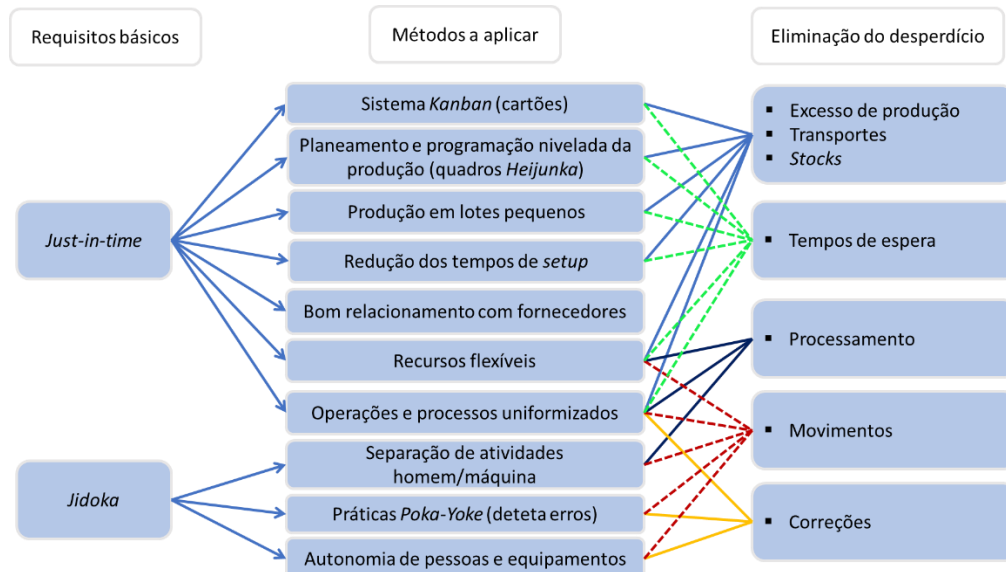 Requisitos básicos
Métodos a aplicar
Eliminação do desperdício
Just-in-time
Jidoka
Sistema Kanban (cartões)
Planeamento e programação nivelada da
produção (quadros Heijunka)
Produção em lotes pequenos
Redução dos tempos de setup
Bom relacionamento com fornecedores
Recursos flexíveis
Operações e processos uniformizados
Separação de atividades
homem/máquina
Práticas Poka-Yoke (deteta erros)
Autonomia de pessoas e equipamentos
▪ Excesso de produção
▪ Transportes
▪ Stocks
▪ Tempos de espera
▪ Processamento
▪ Movimentos
▪ Correções